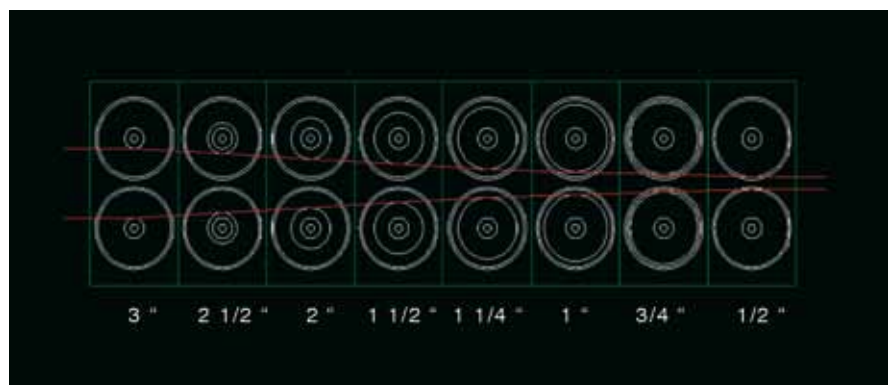 3 “ 2 1/2 “ 2 “ 1 1/2 “ 1 1/4 “ 1 “ 3/4 “ 1/2 “